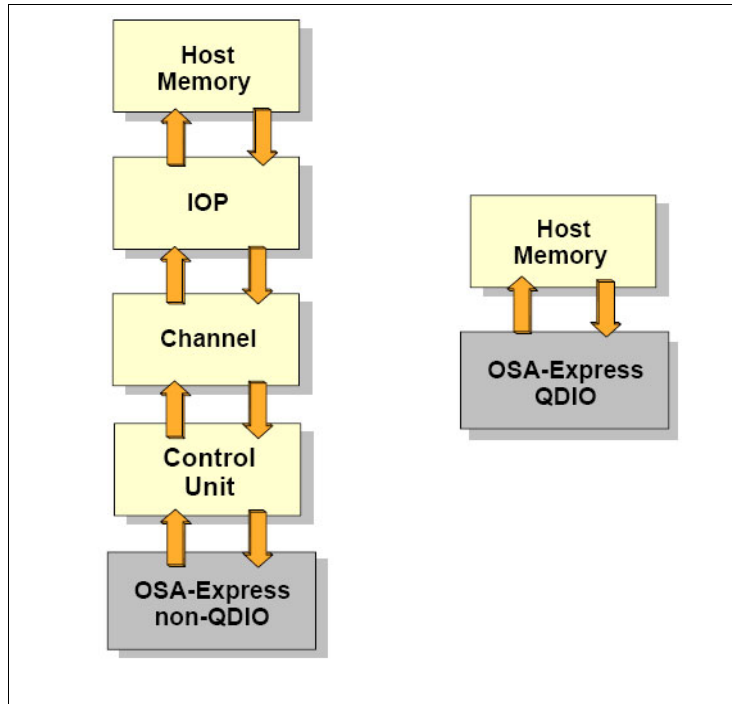 Host
Memory
IOP
Channel
Control
Unit
OSA-Express
non-QDIO
Host
Memory
OSA-Express
QDIO